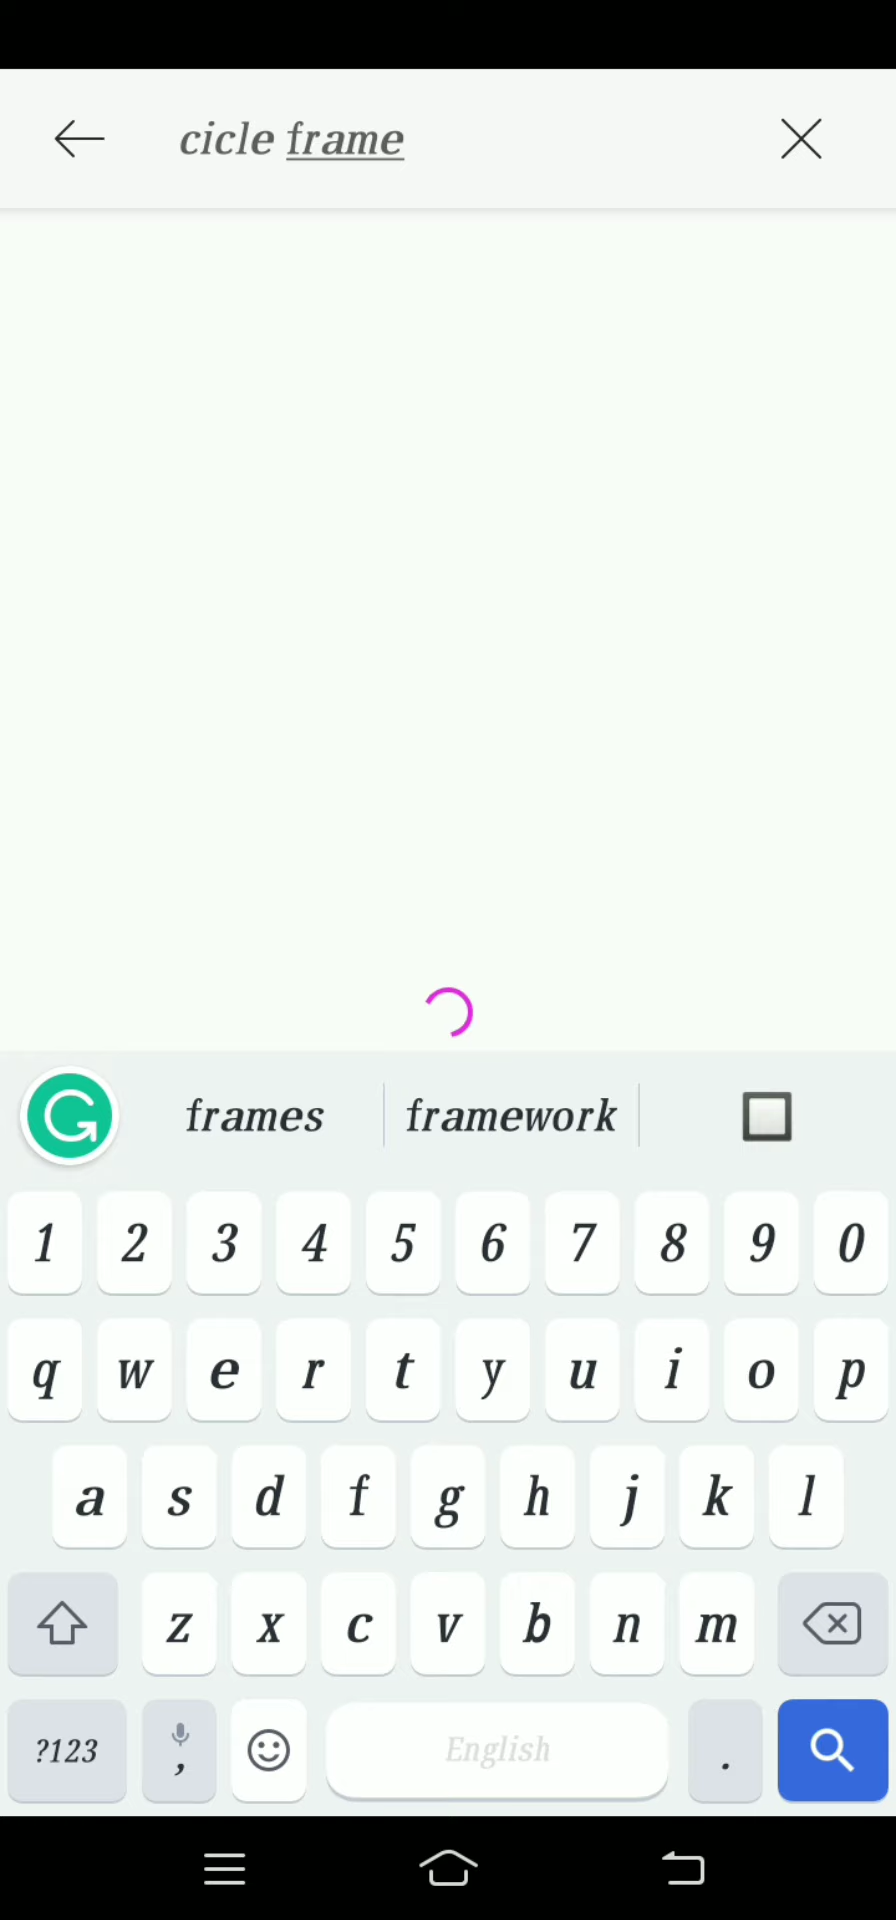 cicle frame
frames framework
1 2 3 4 5 6 7 8 9 0
q w e r t y u i o p
a s d f g h j k l
z x c v b n m
?123 , English .